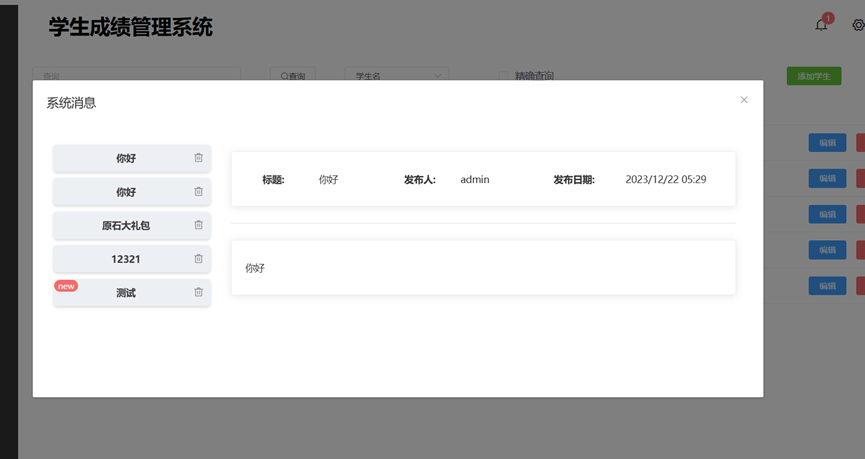 学生成绩管理系统
1
查询
查询
学生名
精确查询
添加学生
系统消息
你好
你好
原石大礼包
12321
new
测试
标题: 你好 发布人: admin 发布日期: 2023/12/22 05:29
你好
编辑
编辑
编辑
编辑
编辑